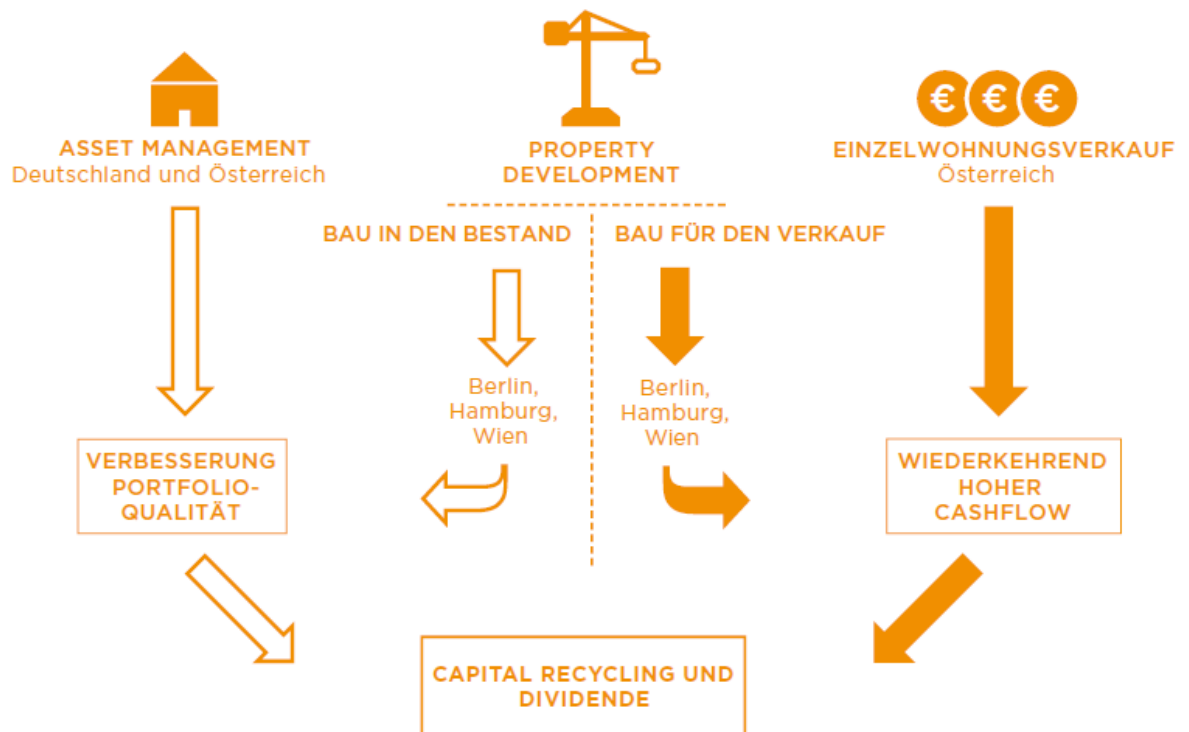 € € €
ASSET MANAGEMENT
Deutschland und Österreich
PROPERTY
DEVELOPMENT
EINZELWOHNUNGSVERKAUF
Österreich
BAU IN DEN BESTAND
BAU FÜR DEN VERKAUF
Berlin,
Hamburg,
Wien
Berlin,
Hamburg,
Wien
VERBESSERUNG
PORTFOLIO-
QUALITÄT
WIEDERKEHREND
HOHER
CASHFLOW
CAPITAL RECYCLING UND
DIVIDENDE